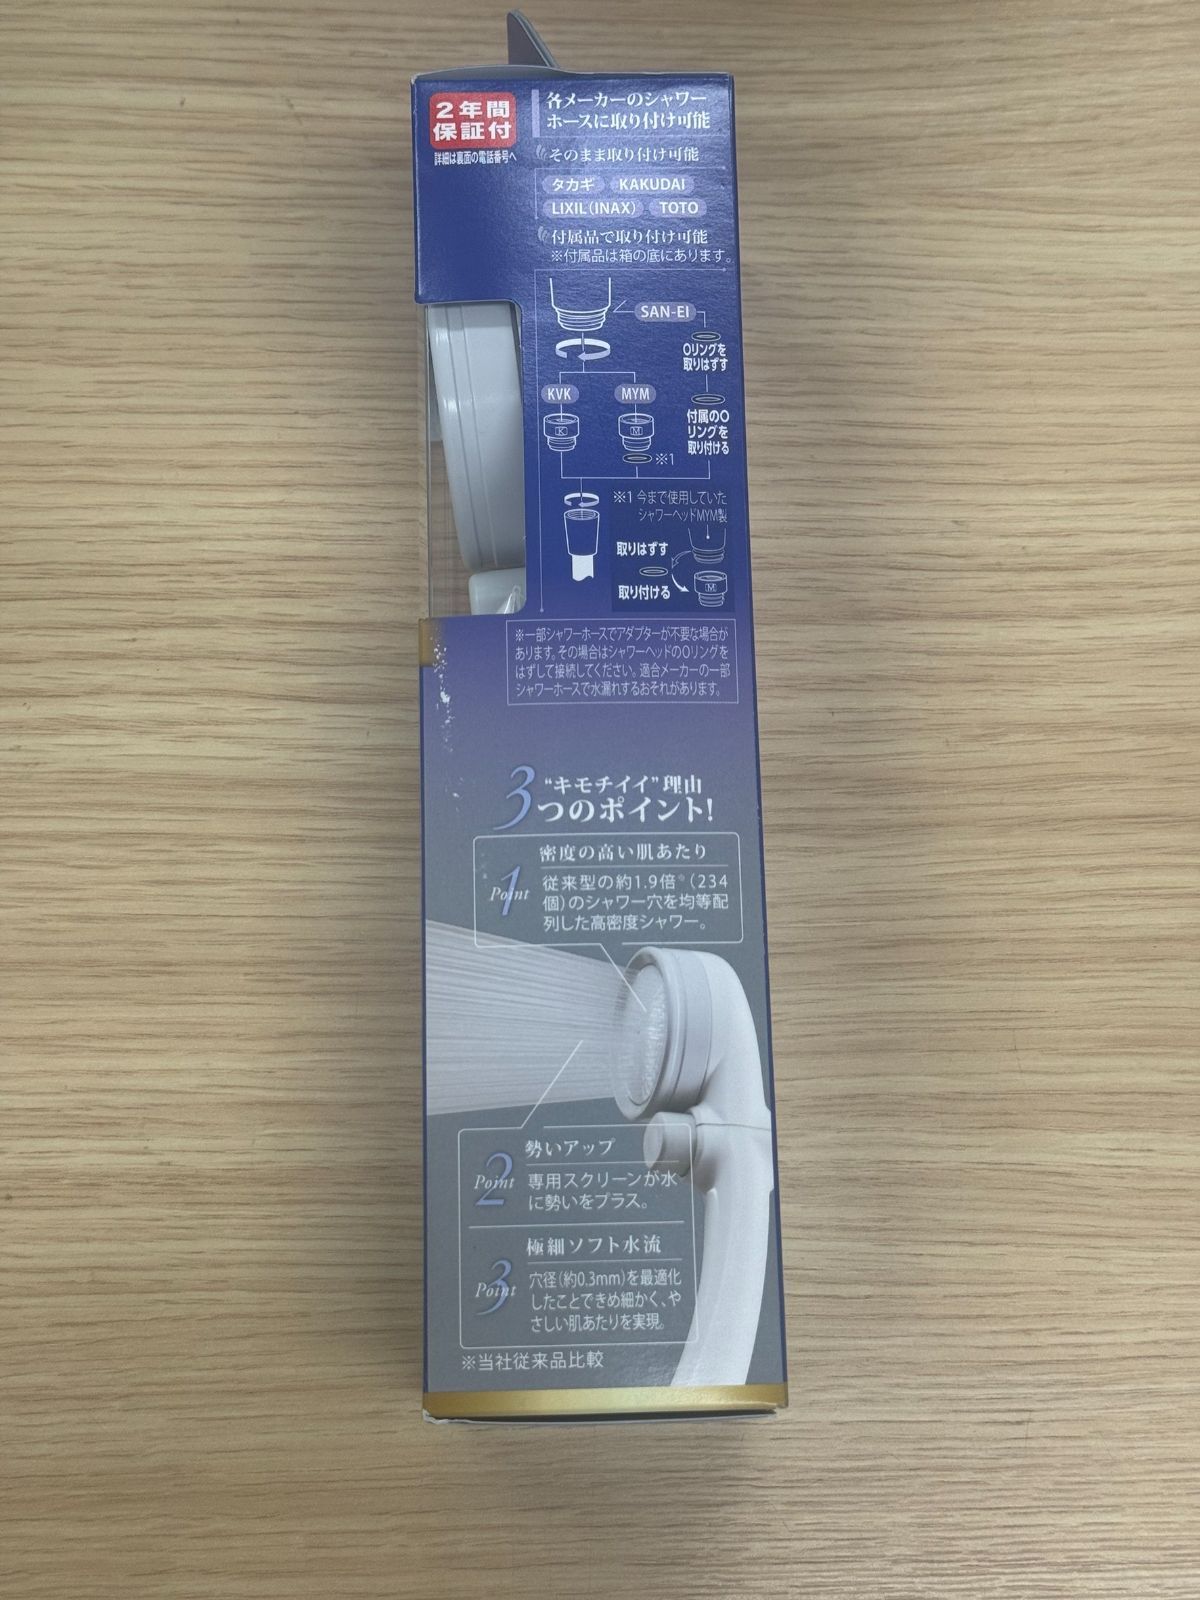 2年間
保証付
詳細は裏面の電話番号へ
各メーカーのシャワー
ホースに取り付け可能
そのまま取り付け可能
タカギ KAKUDAI
LIXIL(INAX) TOTO
付属品で取り付け可能
※付属品は箱の底にあります。
SAN-EI
Oリングを
取りはずす
KVK MYM
K M
付属のO
リングを
取り付ける
※1
※1 今まで使用していた
シャワーヘッドMYM製
取りはずす
取り付ける
M
※一部シャワーホースでアダプターが不要な場合が
あります。その場合はシャワーヘッドのOリングを
はずして接続してください。適合メーカーの一部
シャワーホースで水漏れするおそれがあります。
“キモチイイ”理由
3つのポイント!
Point 1
密度の高い肌あたり
従来型の約1.9倍※(234
個)のシャワー穴を均等配
列した高密度シャワー。
Point 2
勢いアップ
専用スクリーンが水
に勢いをプラス。
Point 3
極細ソフト水流
穴径(約0.3mm)を最適化
したことできめ細かく、や
さしい肌あたりを実現。
※当社従来品比較